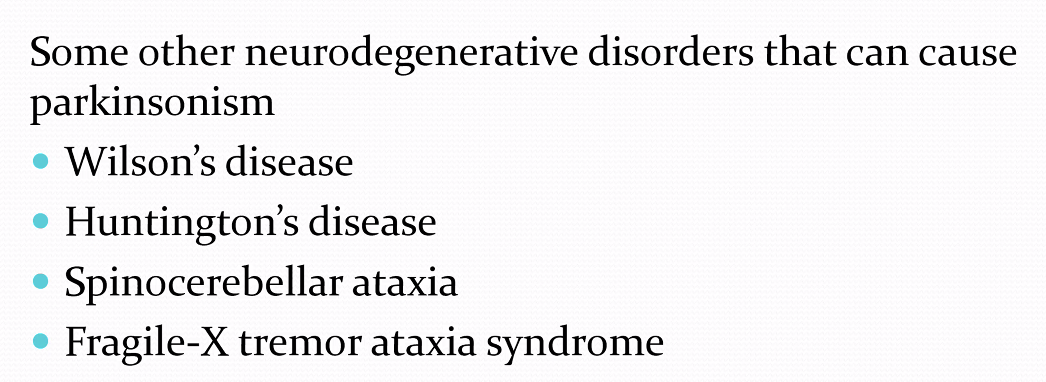 Some other neurodegenerative disorders that can cause
parkinsonism
• Wilson’s disease
• Huntington’s disease
• Spinocerebellar ataxia
• Fragile-X tremor ataxia syndrome